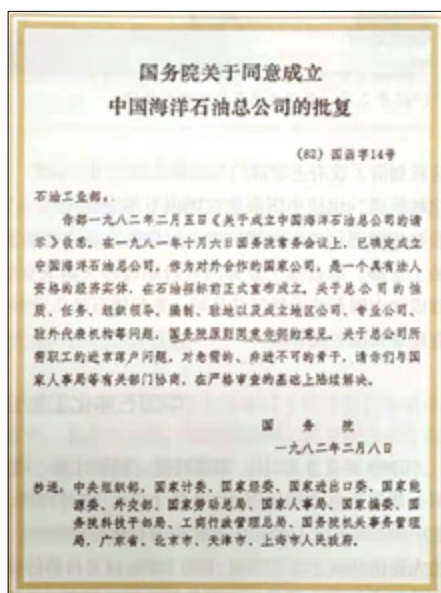 国务院关于同意成立
中国海洋石油总公司的批复
(82)国函字14号
石油工业部：
你部一九八二年二月五日《关于成立中国海洋石油总公司的请
示》收悉。在一九八一年十月六日国务院常务会议上，已确定成立
中国海洋石油总公司，作为对外合作的国家公司，是一个具有法人
资格的经济实体，在石油招标前正式宣布成立。关于总公司的性
质、任务、组织领导、编制、驻地以及成立地区公司、专业公司、
驻外代表机构等问题，国务院原则同意你部的意见。关于总公司所
需职工的进京落户问题，对急需的、非进不可的骨干，请你们与国
家人事局等有关部门协商，在严格审查的基础上陆续解决。
国务院
一九八二年二月八日
抄送：中央组织部，国家计委、国家经委、国家进出口委、国家能
源委、外交部、国家劳动总局、国家人事局、国家编委、国
务院科技干部局、工商行政管理总局、国务院机关事务管理
局，广东省、北京市、天津市、上海市人民政府。